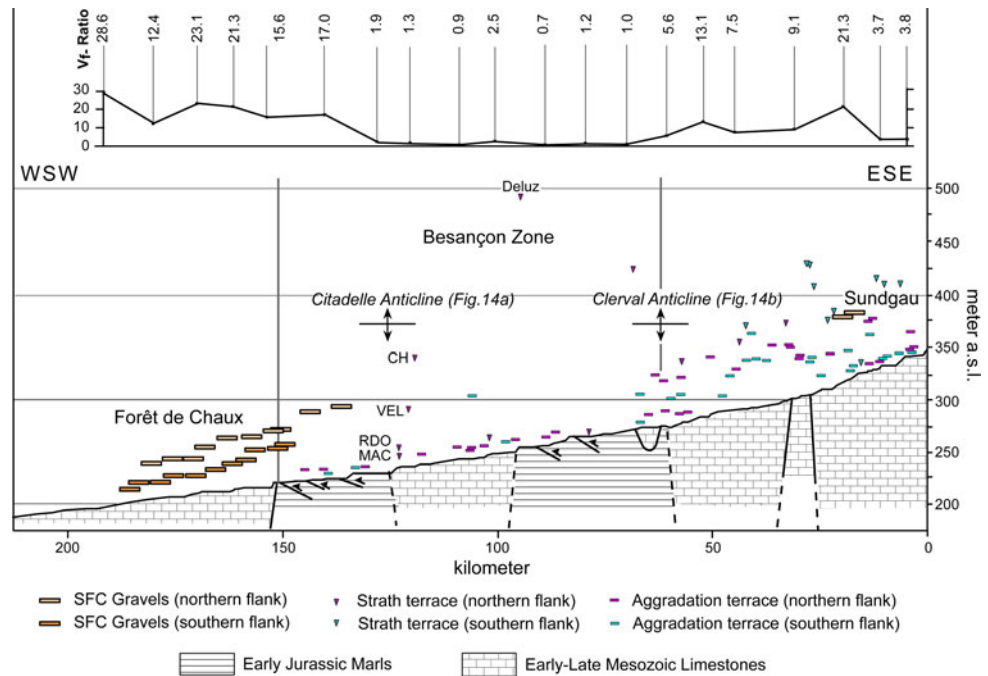 Vf- Ratio
28.6 12.4 23.1 21.3 15.6 17.0 1.9 1.3 0.9 2.5 0.7 1.2 1.0 5.6 13.1 7.5 9.1 21.3 3.7 3.8
30
20
10
0
WSW
ESE
Deluz
500
Besançon Zone
450
Citadelle Anticline (Fig.14a)
Clerval Anticline (Fig.14b)
Sundgau
400
meter a.s.l.
CH
350
Forêt de Chaux
VEL
300
RDO
MAC
250
200
200 150 100 50 0
kilometer
SFC Gravels (northern flank)
Strath terrace (northern flank)
Aggradation terrace (northern flank)
SFC Gravels (southern flank)
Strath terrace (southern flank)
Aggradation terrace (southern flank)
Early Jurassic Marls
Early-Late Mesozoic Limestones